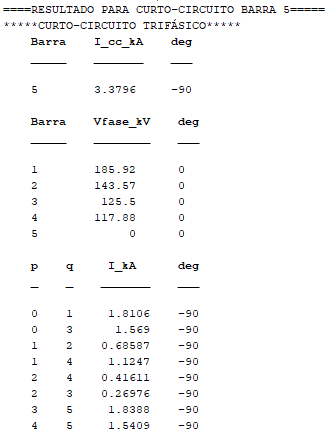 ====RESULTADO PARA CURTO-CIRCUITO BARRA 5=====
*****CURTO-CIRCUITO TRIFÁSICO*****
Barra I_cc_kA deg
5 3.3796 -90
Barra Vfase_kV deg
1 185.92 0
2 143.57 0
3 125.5 0
4 117.88 0
5 0 0
p q I_kA deg
0 1 1.8106 -90
0 3 1.569 -90
1 2 0.68587 -90
1 4 1.1247 -90
2 4 0.41611 -90
2 3 0.26976 -90
3 5 1.8388 -90
4 5 1.5409 -90